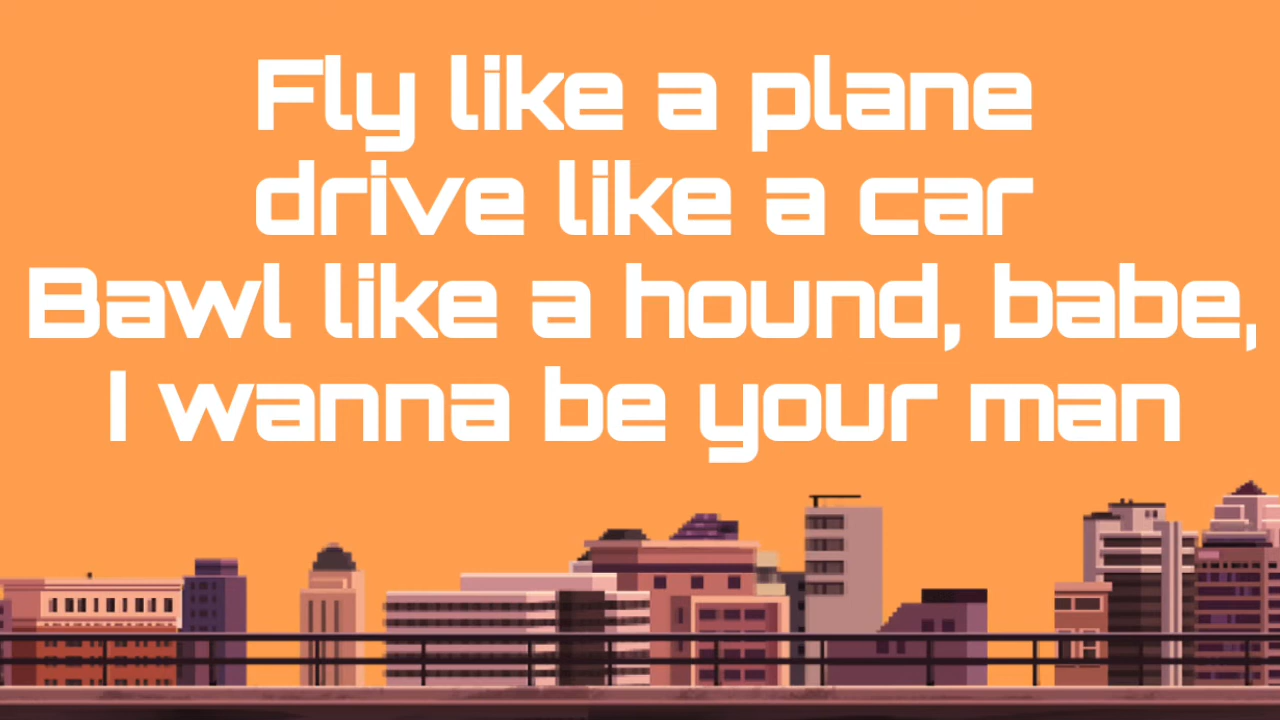 Fly like a plane
drive like a car
Bawl like a hound, babe,
I wanna be your man